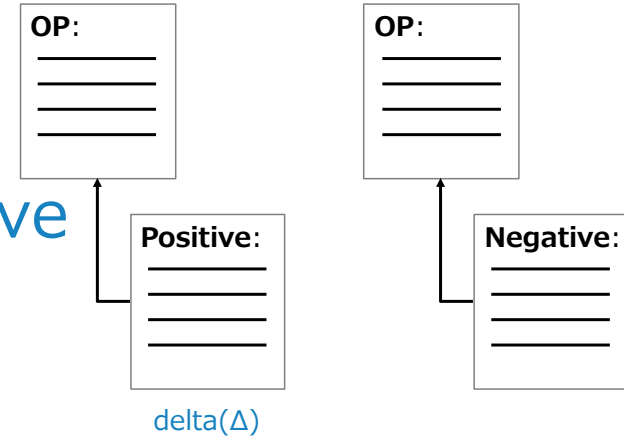 OP:
OP:
ve
Positive:
Negative:
delta(Δ)